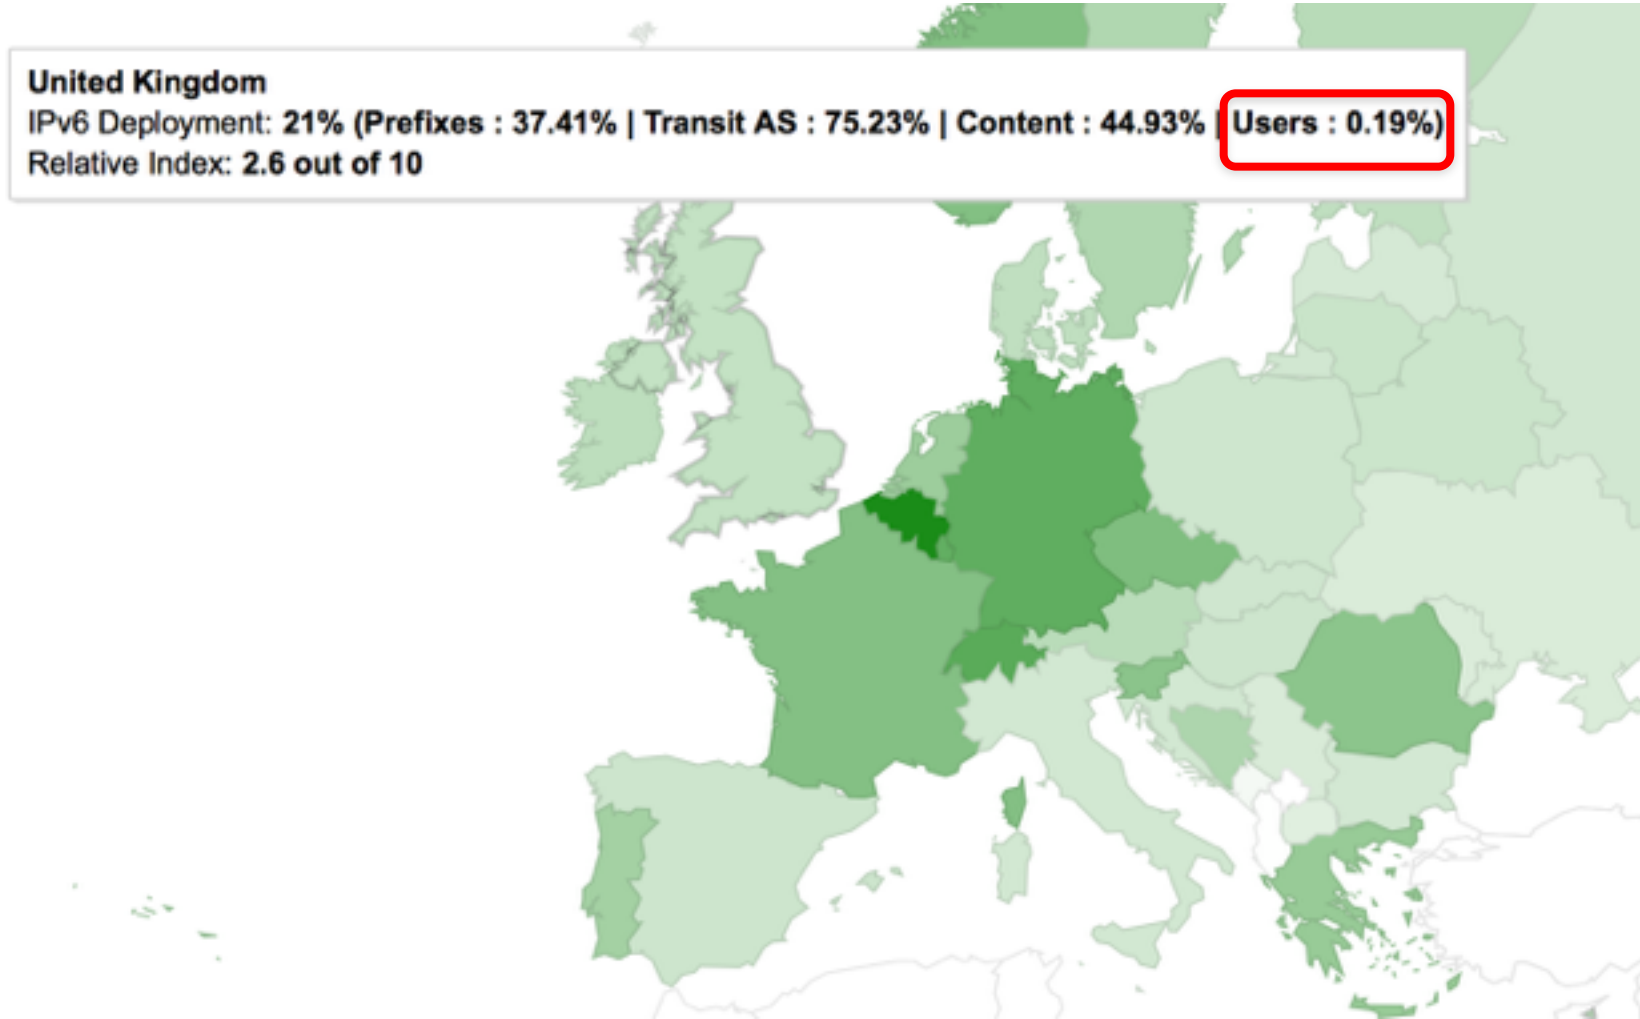 United Kingdom
IPv6 Deployment: 21% (Prefixes : 37.41% | Transit AS : 75.23% | Content : 44.93% | Users : 0.19%)
Relative Index: 2.6 out of 10